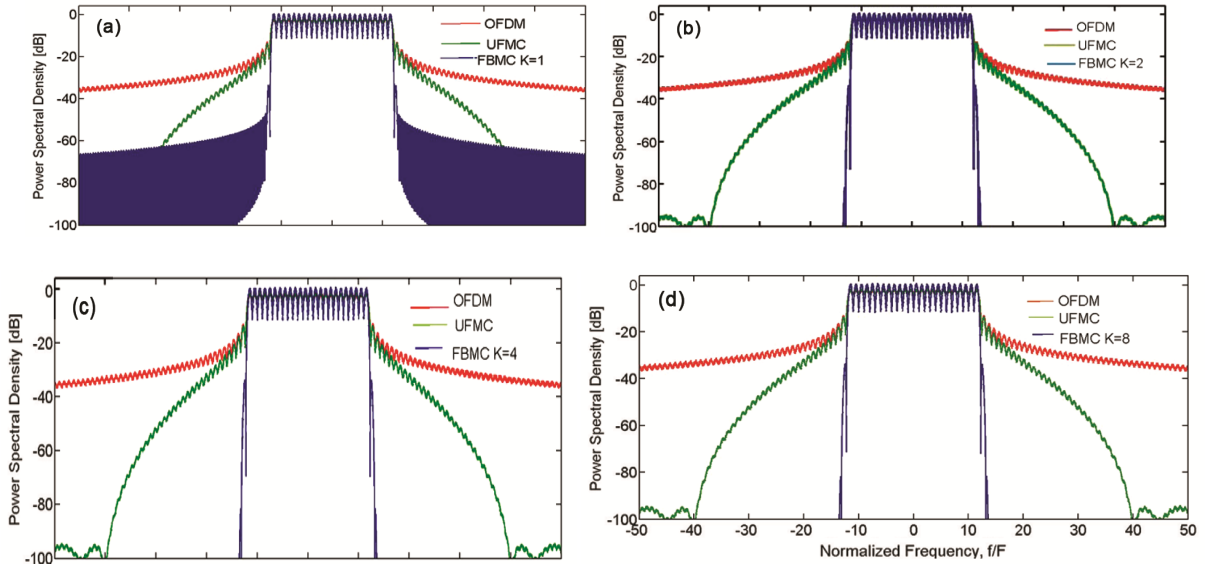 (a)
OFDM
UFMC
FBMC K=1
Power Spectral Density [dB]
0
-20
-40
-60
-80
-100
(b)
OFDM
UFMC
FBMC K=2
Power Spectral Density [dB]
0
-20
-40
-60
-80
-100
(c)
OFDM
UFMC
FBMC K=4
Power Spectral Density [dB]
0
-20
-40
-60
-80
-100
(d)
OFDM
UFMC
FBMC K=8
Power Spectral Density [dB]
0
-20
-40
-60
-80
-100
-50 -40 -30 -20 -10 0 10 20 30 40 50
Normalized Frequency, f/F